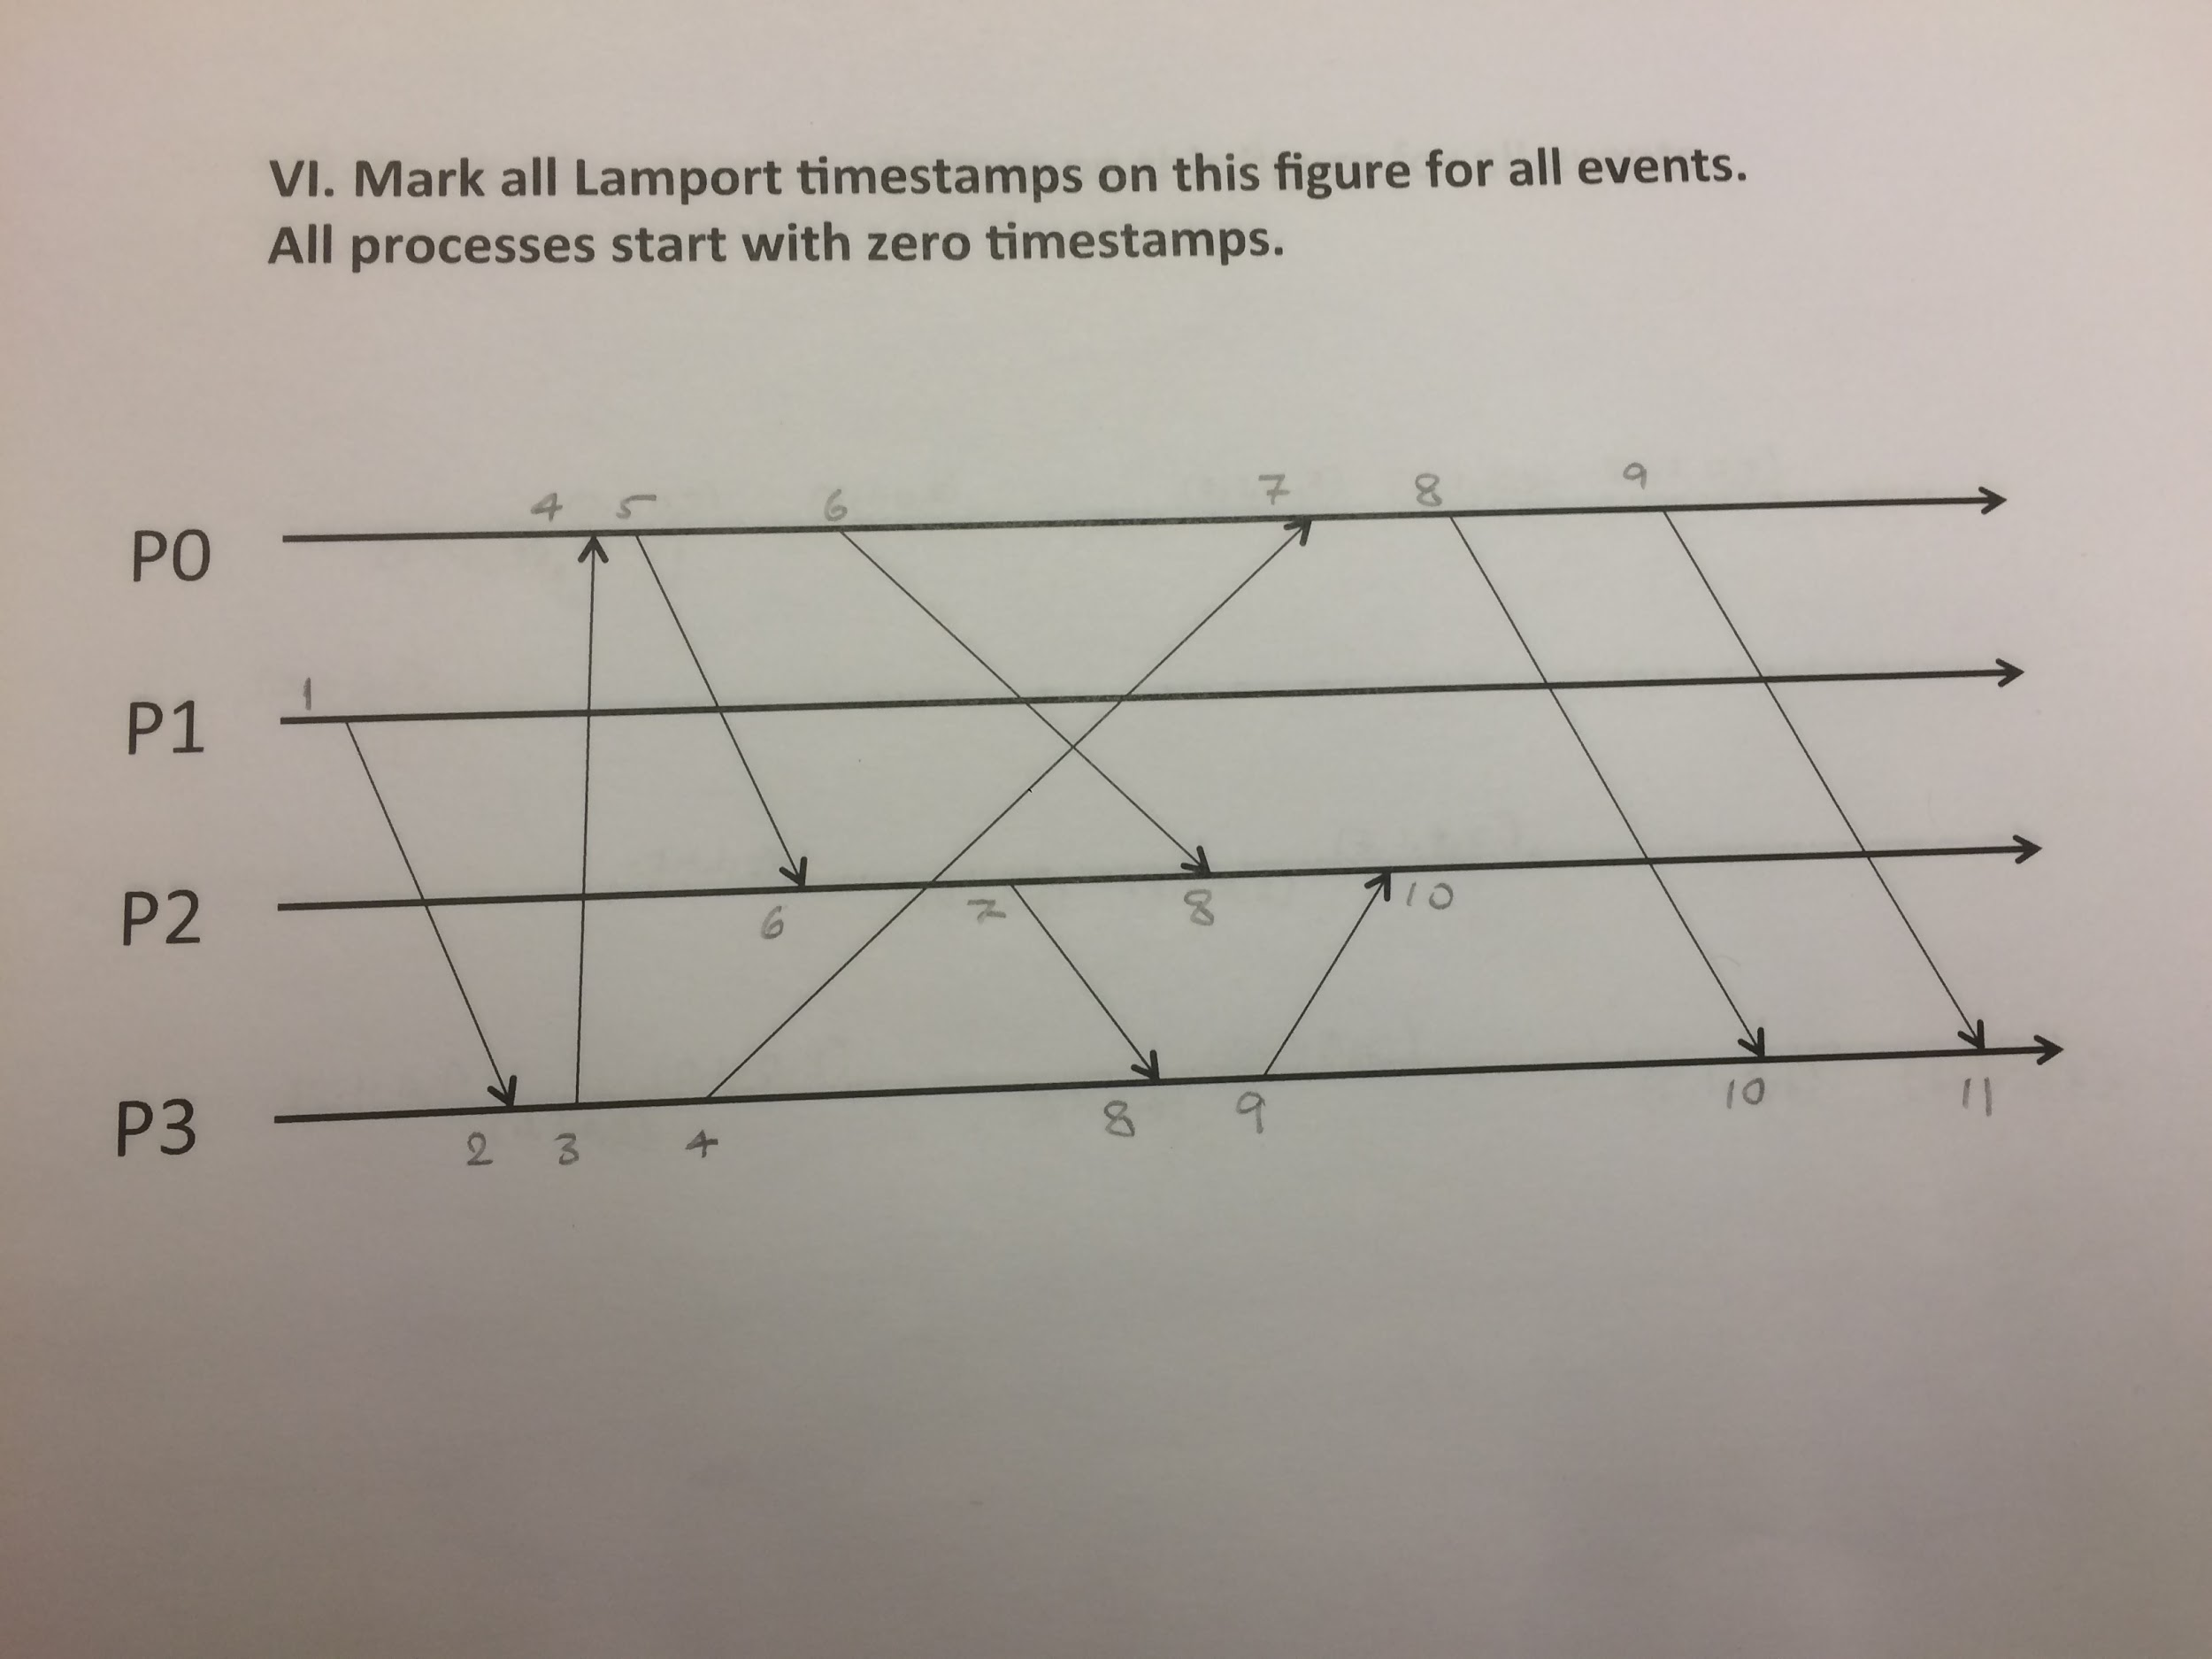 VI. Mark all Lamport timestamps on this figure for all events.
All processes start with zero timestamps.
4 5 6 7 8 9
P0
1
P1
P2
6 7 8 10
P3
2 3 4 8 9 10 11